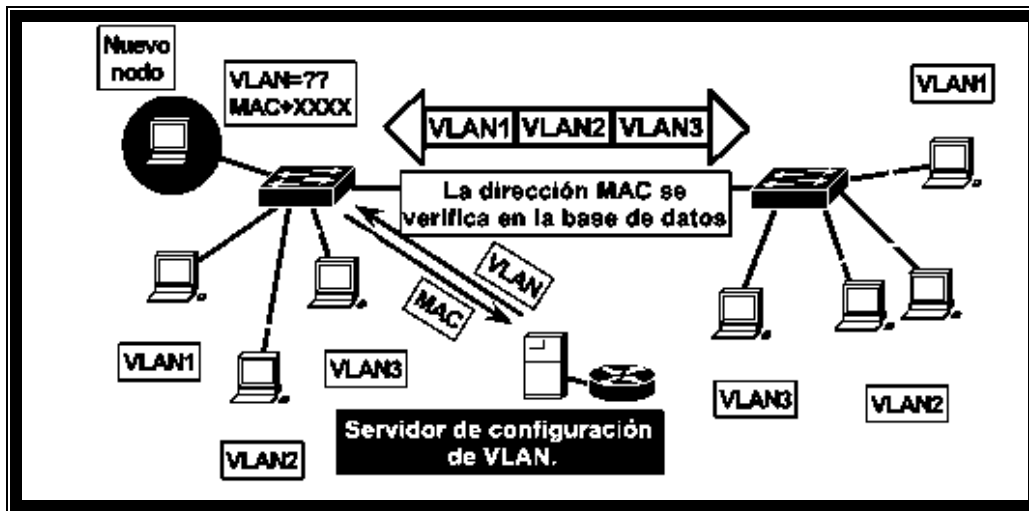 Nuevo
nodo
VLAN=??
MAC+XXXX
VLAN1
VLAN1 VLAN2 VLAN3
La dirección MAC se
verifica en la base de datos
VLAN
MAC
VLAN1
VLAN3
VLAN3
VLAN2
Servidor de configuración
de VLAN.
VLAN2